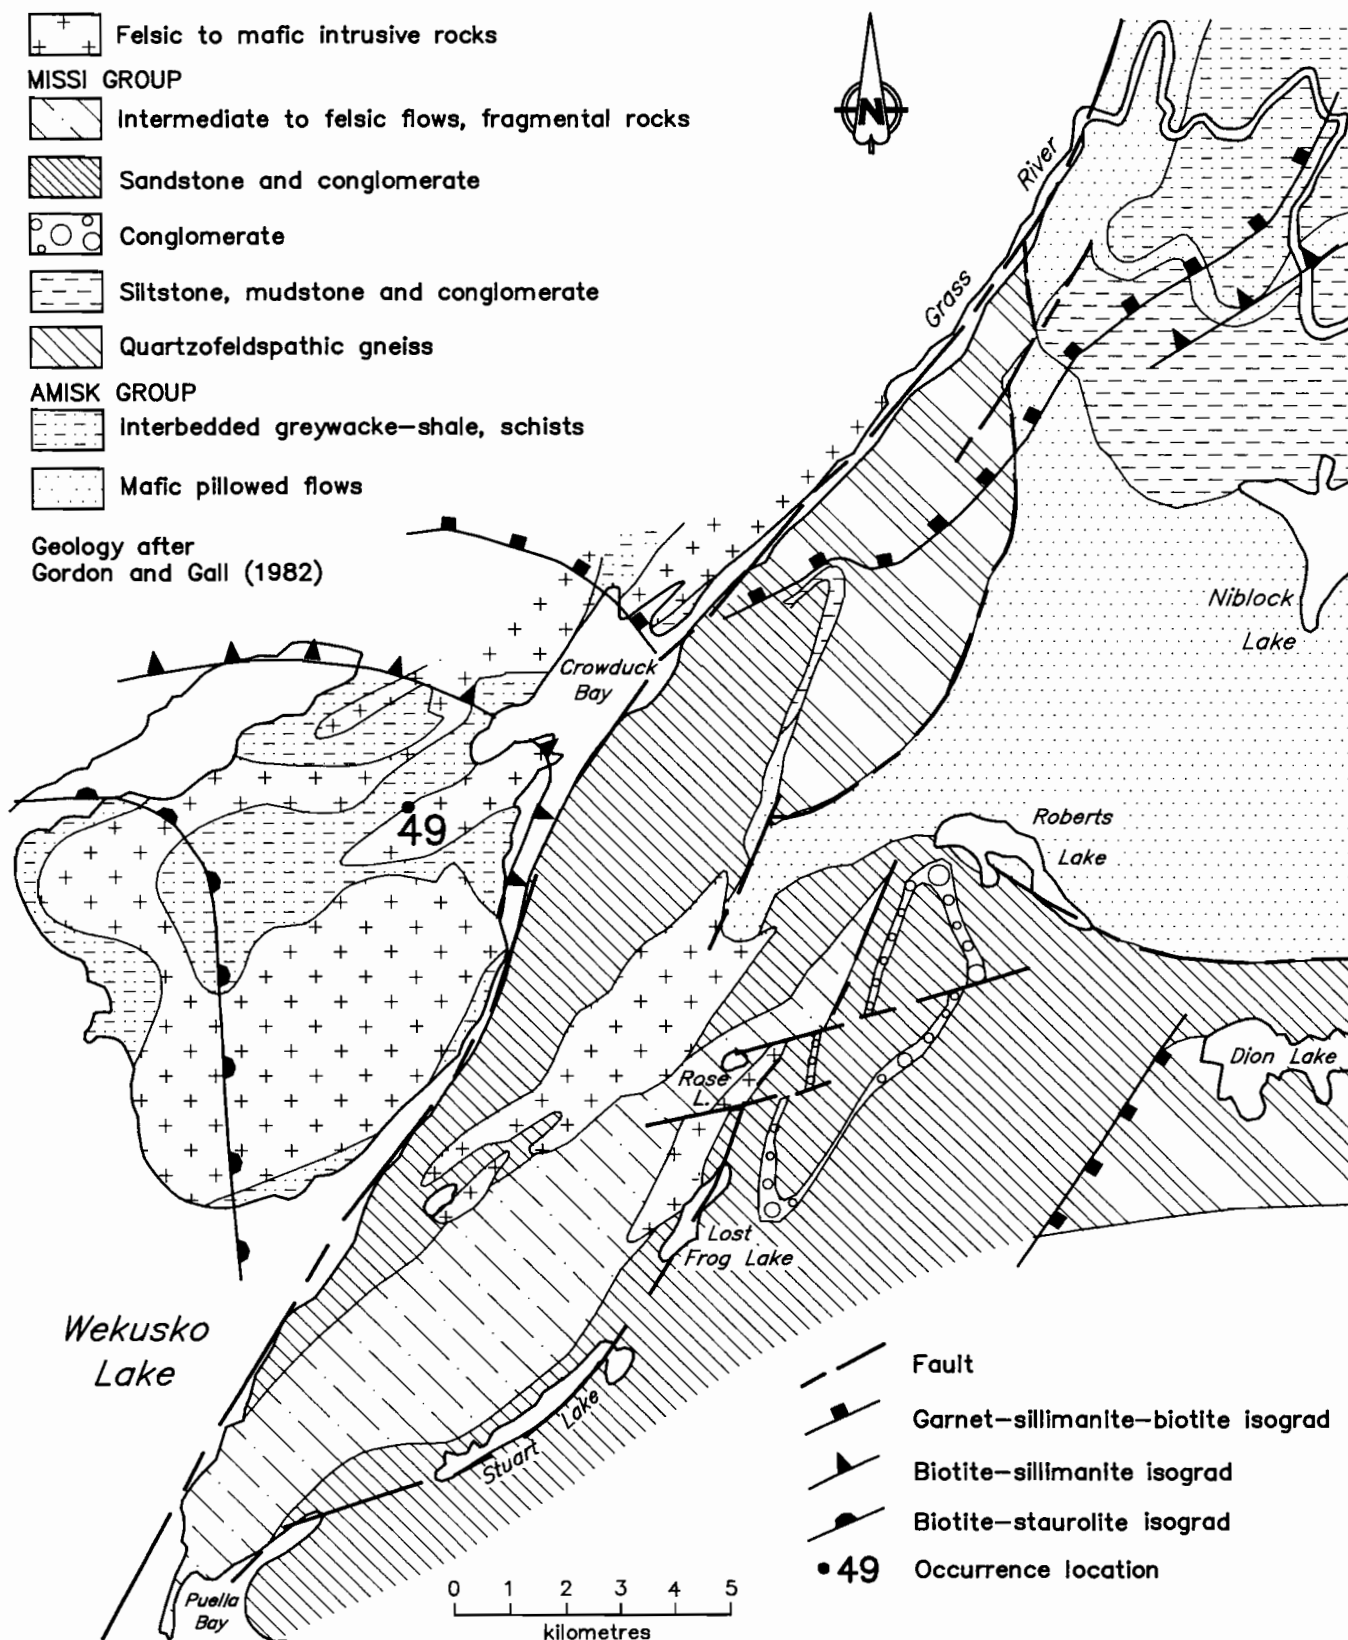 Felsic to mafic intrusive rocks
MISSI GROUP
Intermediate to felsic flows, fragmental rocks
Sandstone and conglomerate
Conglomerate
Siltstone, mudstone and conglomerate
Quartzofeldspathic gneiss
AMISK GROUP
Interbedded greywacke-shale, schists
Mafic pillowed flows
Geology after
Gordon and Gall (1982)
N
Grass River
Niblock
Lake
Crowduck
Bay
Roberts
Lake
49
Dion Lake
Rose
L.
Lost
Frog Lake
Wekusko
Lake
Stuart Lake
Puella
Bay
Fault
Garnet-sillimanite-biotite isograd
Biotite-sillimanite isograd
Biotite-staurolite isograd
49 Occurrence location
0 1 2 3 4 5
kilometres